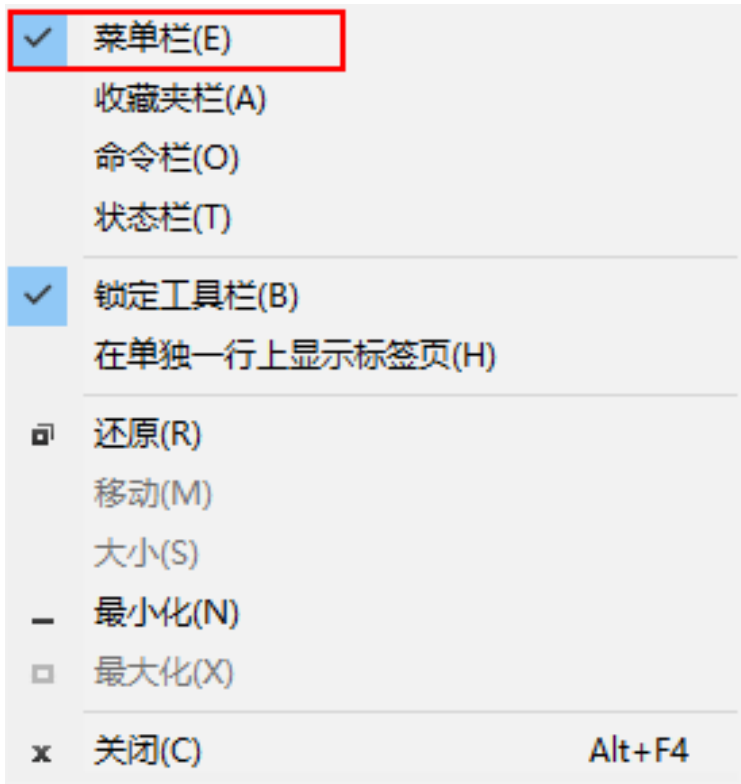 菜单栏(E)
收藏夹栏(A)
命令栏(O)
状态栏(T)
锁定工具栏(B)
在单独一行上显示标签页(H)
还原(R)
移动(M)
大小(S)
最小化(N)
最大化(X)
关闭(C) Alt+F4